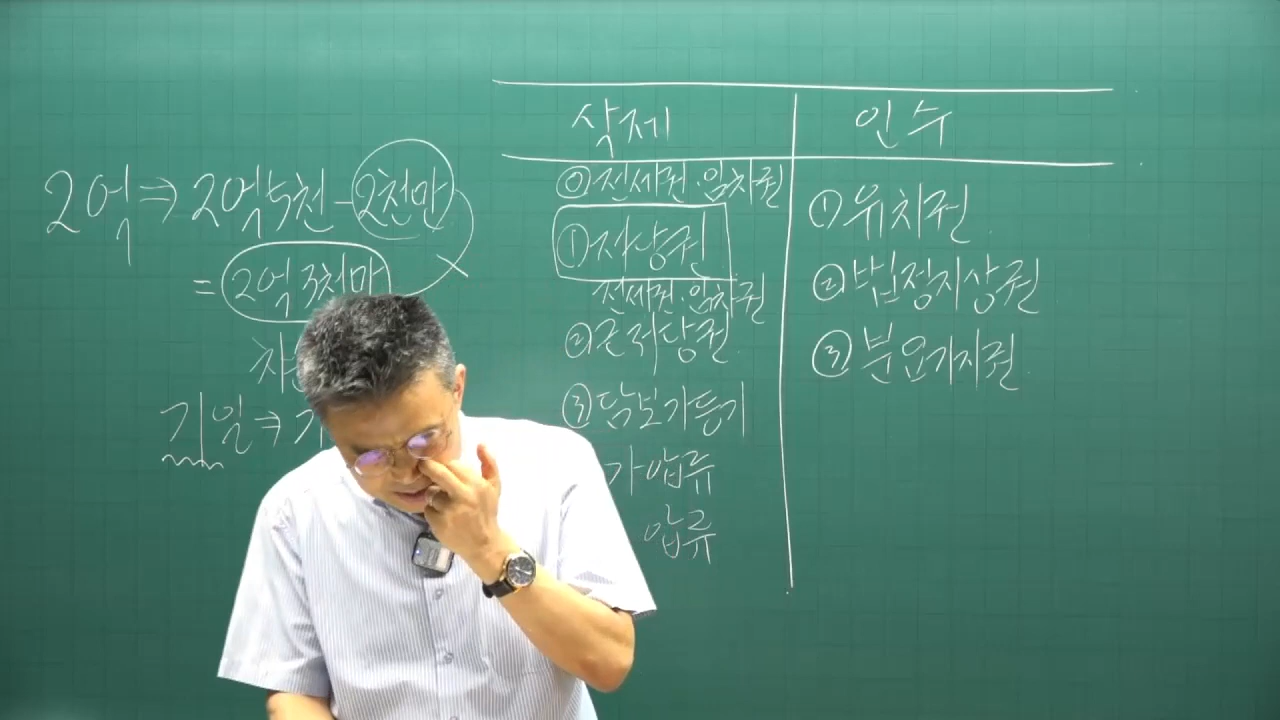 2억 ⇒ 2억5천 - 2천만
= 2억3천만
기일 ⇒
삭제
⓪ 전세권·임차권
① 저당권
전세권·임차권
② 근저당권
③ 담보가등기
가압류
압류
인수
① 유치권
② 법정지상권
③ 분묘기지권